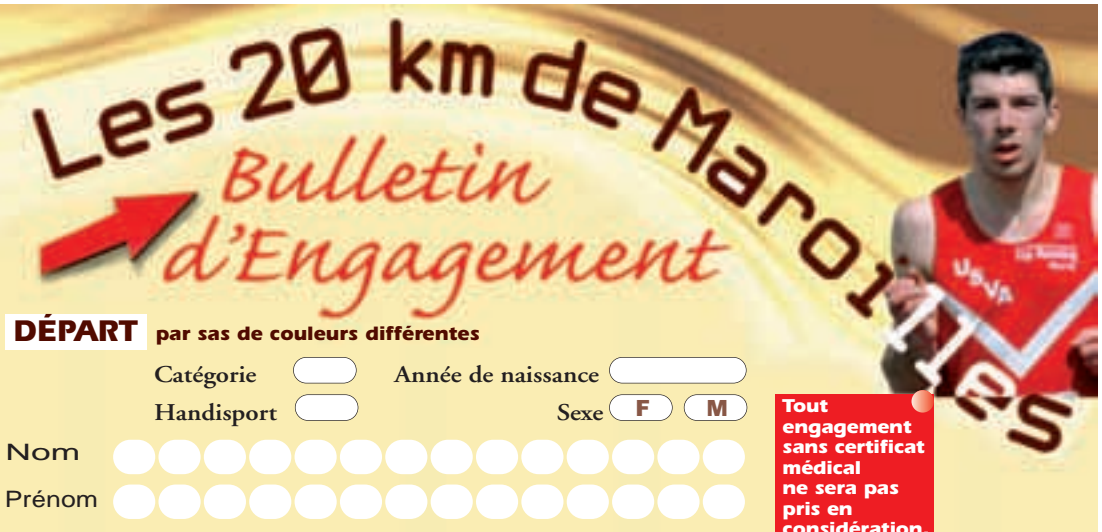 Les 20 km de Maroilles
Bulletin
d'Engagement
DÉPART par sas de couleurs différentes
Catégorie Année de naissance
Handisport Sexe F M
Nom
Prénom
Tout
engagement
sans certificat
médical
ne sera pas
pris en
considération.
USVP